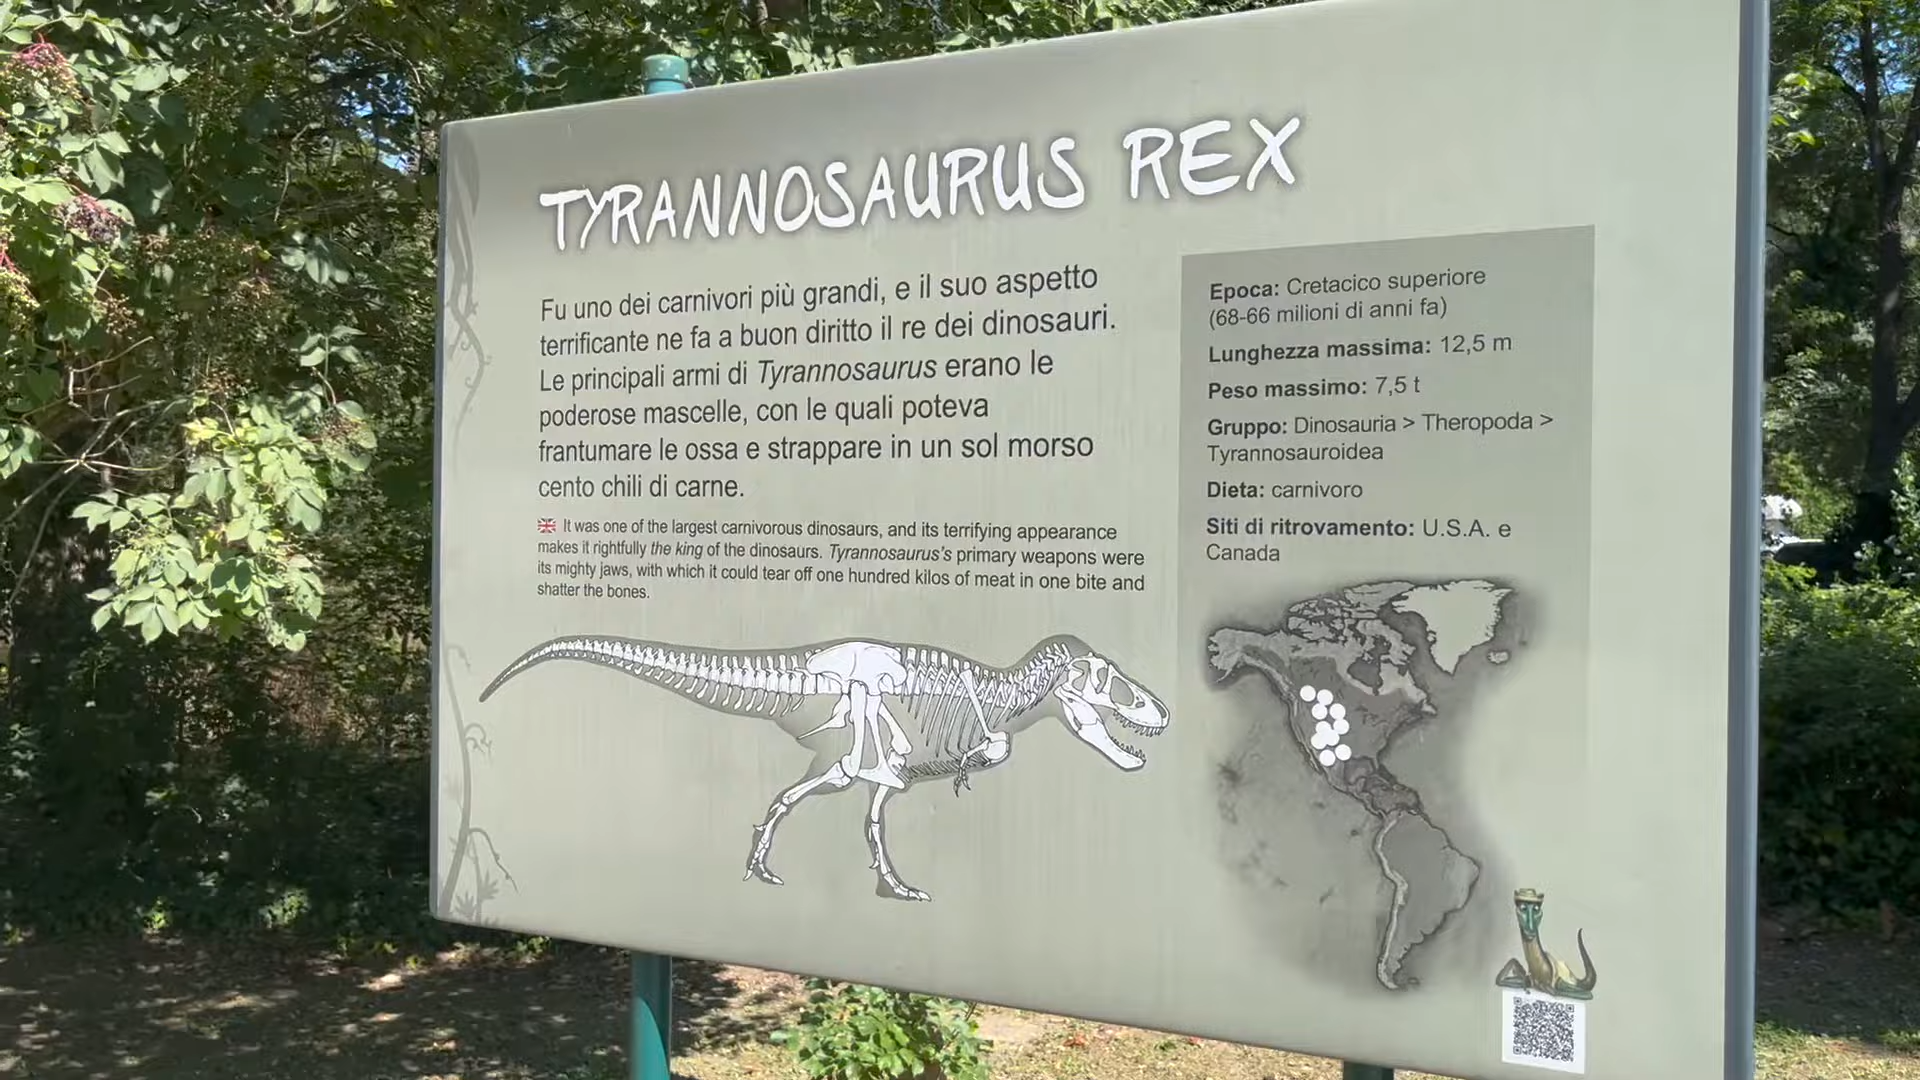 TYRANNOSAURUS REX
Fu uno dei carnivori più grandi, e il suo aspetto
terrificante ne fa a buon diritto il re dei dinosauri.
Le principali armi di Tyrannosaurus erano le
poderose mascelle, con le quali poteva
frantumare le ossa e strappare in un sol morso
cento chili di carne.
It was one of the largest carnivorous dinosaurs, and its terrifying appearance
makes it rightfully the king of the dinosaurs. Tyrannosaurus's primary weapons were
its mighty jaws, with which it could tear off one hundred kilos of meat in one bite and
shatter the bones.
Epoca: Cretacico superiore
(68-66 milioni di anni fa)
Lunghezza massima: 12,5 m
Peso massimo: 7,5 t
Gruppo: Dinosauria > Theropoda >
Tyrannosauroidea
Dieta: carnivoro
Siti di ritrovamento: U.S.A. e
Canada